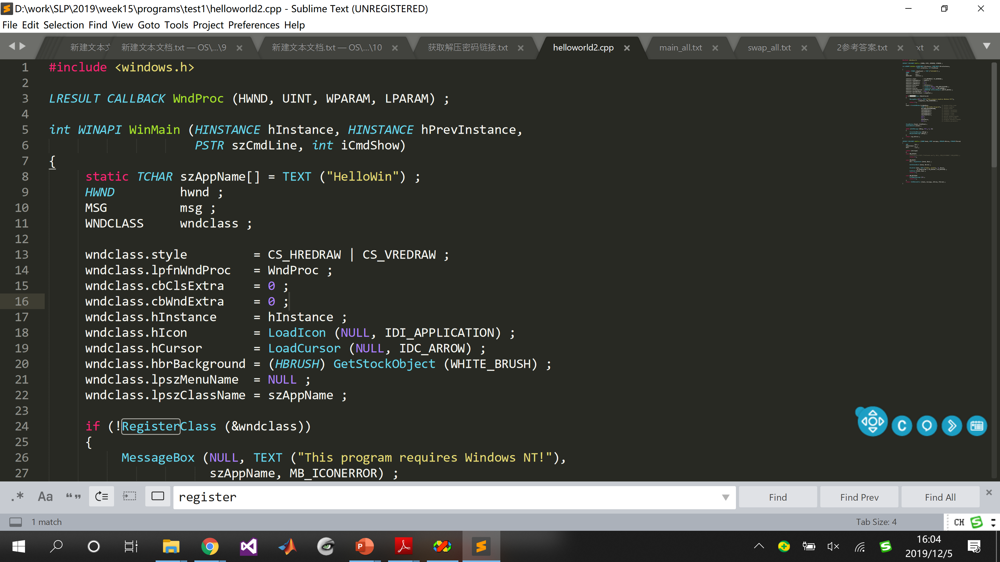 D:\work\SLP\2019\week15\programs\test1\helloworld2.cpp - Sublime Text (UNREGISTERED)
File Edit Selection Find View Goto Tools Project Preferences Help
新建文本文 新建文本文档.txt — OS\...\9 新建文本文档.txt — OS\...\10 获取解压密码链接.txt helloworld2.cpp main_all.txt swap_all.txt 2参考答案.txt xt
1 #include <windows.h>
2
3 LRESULT CALLBACK WndProc (HWND, UINT, WPARAM, LPARAM) ;
4
5 int WINAPI WinMain (HINSTANCE hInstance, HINSTANCE hPrevInstance,
6 PSTR szCmdLine, int iCmdShow)
7 {
8 static TCHAR szAppName[] = TEXT ("HelloWin") ;
9 HWND hwnd ;
10 MSG msg ;
11 WNDCLASS wndclass ;
12
13 wndclass.style = CS_HREDRAW | CS_VREDRAW ;
14 wndclass.lpfnWndProc = WndProc ;
15 wndclass.cbClsExtra = 0 ;
16 wndclass.cbWndExtra = 0 ;
17 wndclass.hInstance = hInstance ;
18 wndclass.hIcon = LoadIcon (NULL, IDI_APPLICATION) ;
19 wndclass.hCursor = LoadCursor (NULL, IDC_ARROW) ;
20 wndclass.hbrBackground = (HBRUSH) GetStockObject (WHITE_BRUSH) ;
21 wndclass.lpszMenuName = NULL ;
22 wndclass.lpszClassName = szAppName ;
23
24 if (!RegisterClass (&wndclass))
25 {
26 MessageBox (NULL, TEXT ("This program requires Windows NT!"),
27 szAppName, MB_ICONERROR) ;
.* Aa “” register Find Find Prev Find All
1 match Tab Size: 4 CH
16:04
2019/12/5